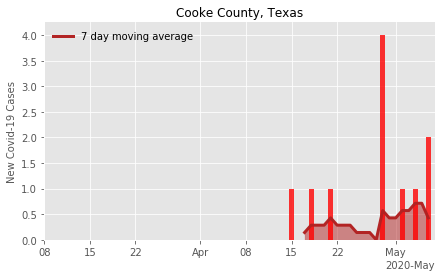 Cooke County, Texas
7 day moving average
New Covid-19 Cases
4.0
3.5
3.0
2.5
2.0
1.5
1.0
0.5
0.0
08 15 22 Apr 08 15 22 May
2020-May